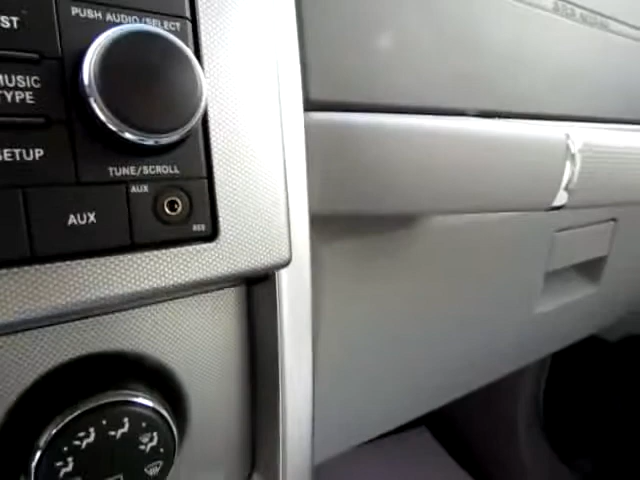 PUSH AUDIO/SELECT
ST
MUSIC
TYPE
SETUP
TUNE/SCROLL
AUX
AUX